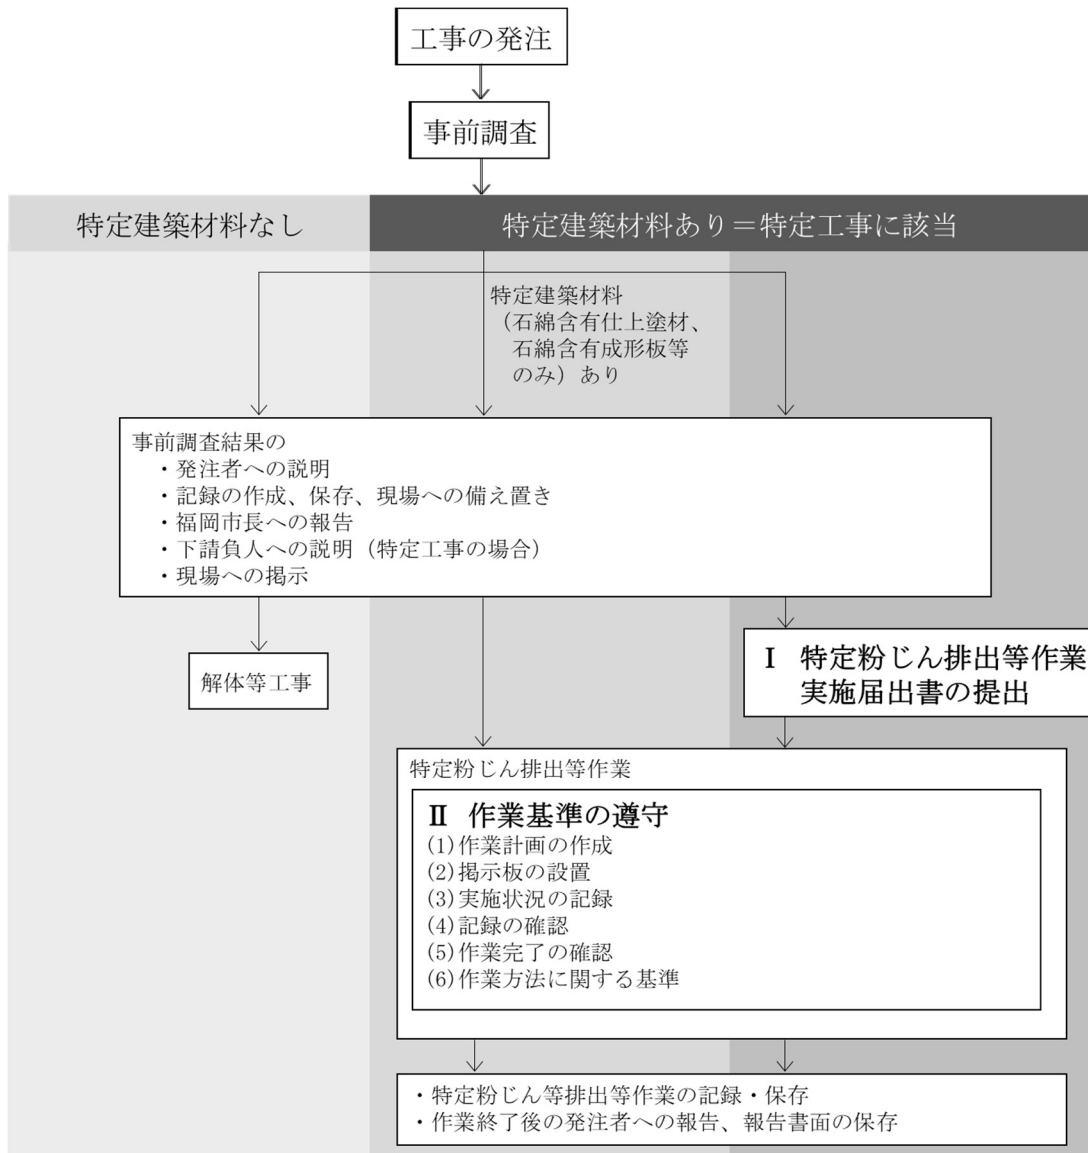 工事の発注
事前調査
特定建築材料なし
特定建築材料あり＝特定工事に該当
特定建築材料
（石綿含有仕上塗材、
石綿含有成形板等
のみ）あり
事前調査結果の
・発注者への説明
・記録の作成、保存、現場への備え置き
・福岡市長への報告
・下請負人への説明（特定工事の場合）
・現場への掲示
解体等工事
Ⅰ 特定粉じん排出等作業
実施届出書の提出
特定粉じん排出等作業
Ⅱ 作業基準の遵守
(1)作業計画の作成
(2)掲示板の設置
(3)実施状況の記録
(4)記録の確認
(5)作業完了の確認
(6)作業方法に関する基準
・特定粉じん等排出等作業の記録・保存
・作業終了後の発注者への報告、報告書面の保存